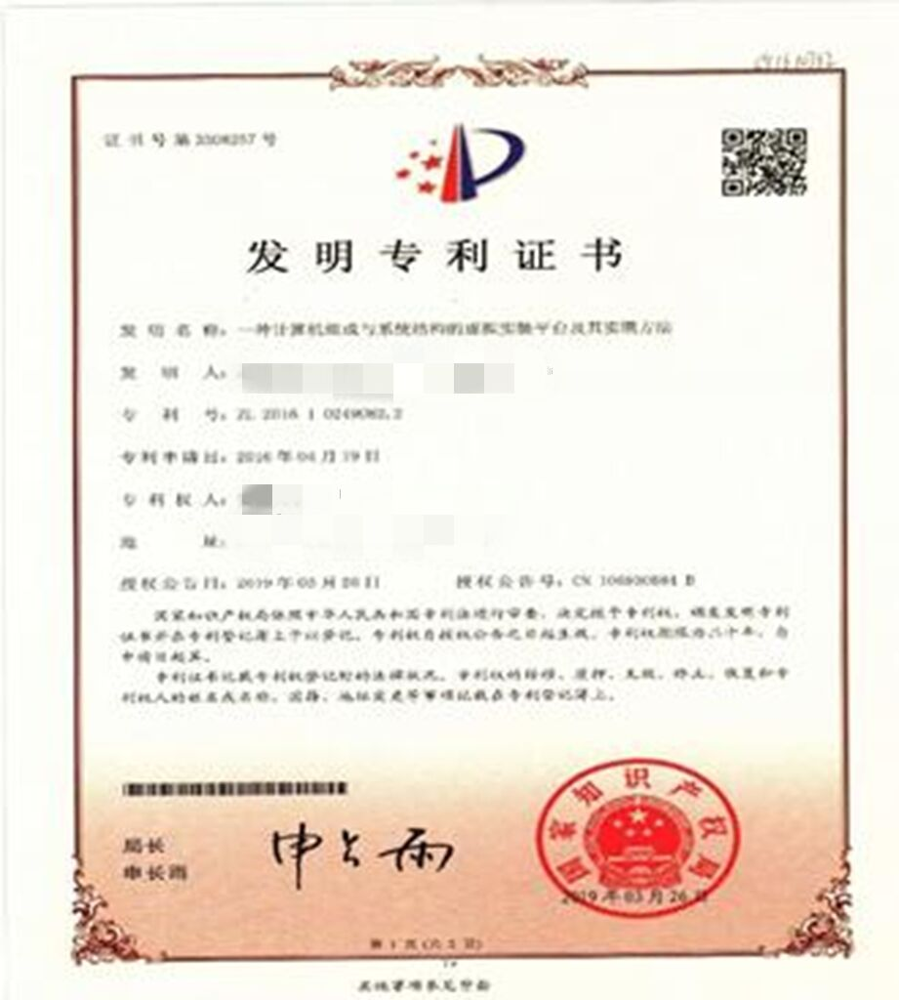 证书号第3308257号
发明专利证书
发明名称：一种计算机组成与系统结构的虚拟实验平台及其实现方法
发明人：
专利号：ZL 2016 1 0249082.2
专利申请日：2016年04月19日
专利权人：
地址：
授权公告日：2019年03月26日 授权公告号：CN 106930884 B
国家知识产权局依照中华人民共和国专利法进行审查，决定授予专利权，颁发发明专利
证书并在专利登记簿上予以登记。专利权自授权公告之日起生效。专利权期限为二十年，自
申请日起算。
专利证书记载专利权登记时的法律状况。专利权的转移、质押、无效、终止、恢复和专
利权人的姓名或名称、国籍、地址变更等事项记载在专利登记簿上。
局长
申长雨
申长雨
国家知识产权局
2019年03月26日
第 1 页 (共 2 页)
其他事项参见背面